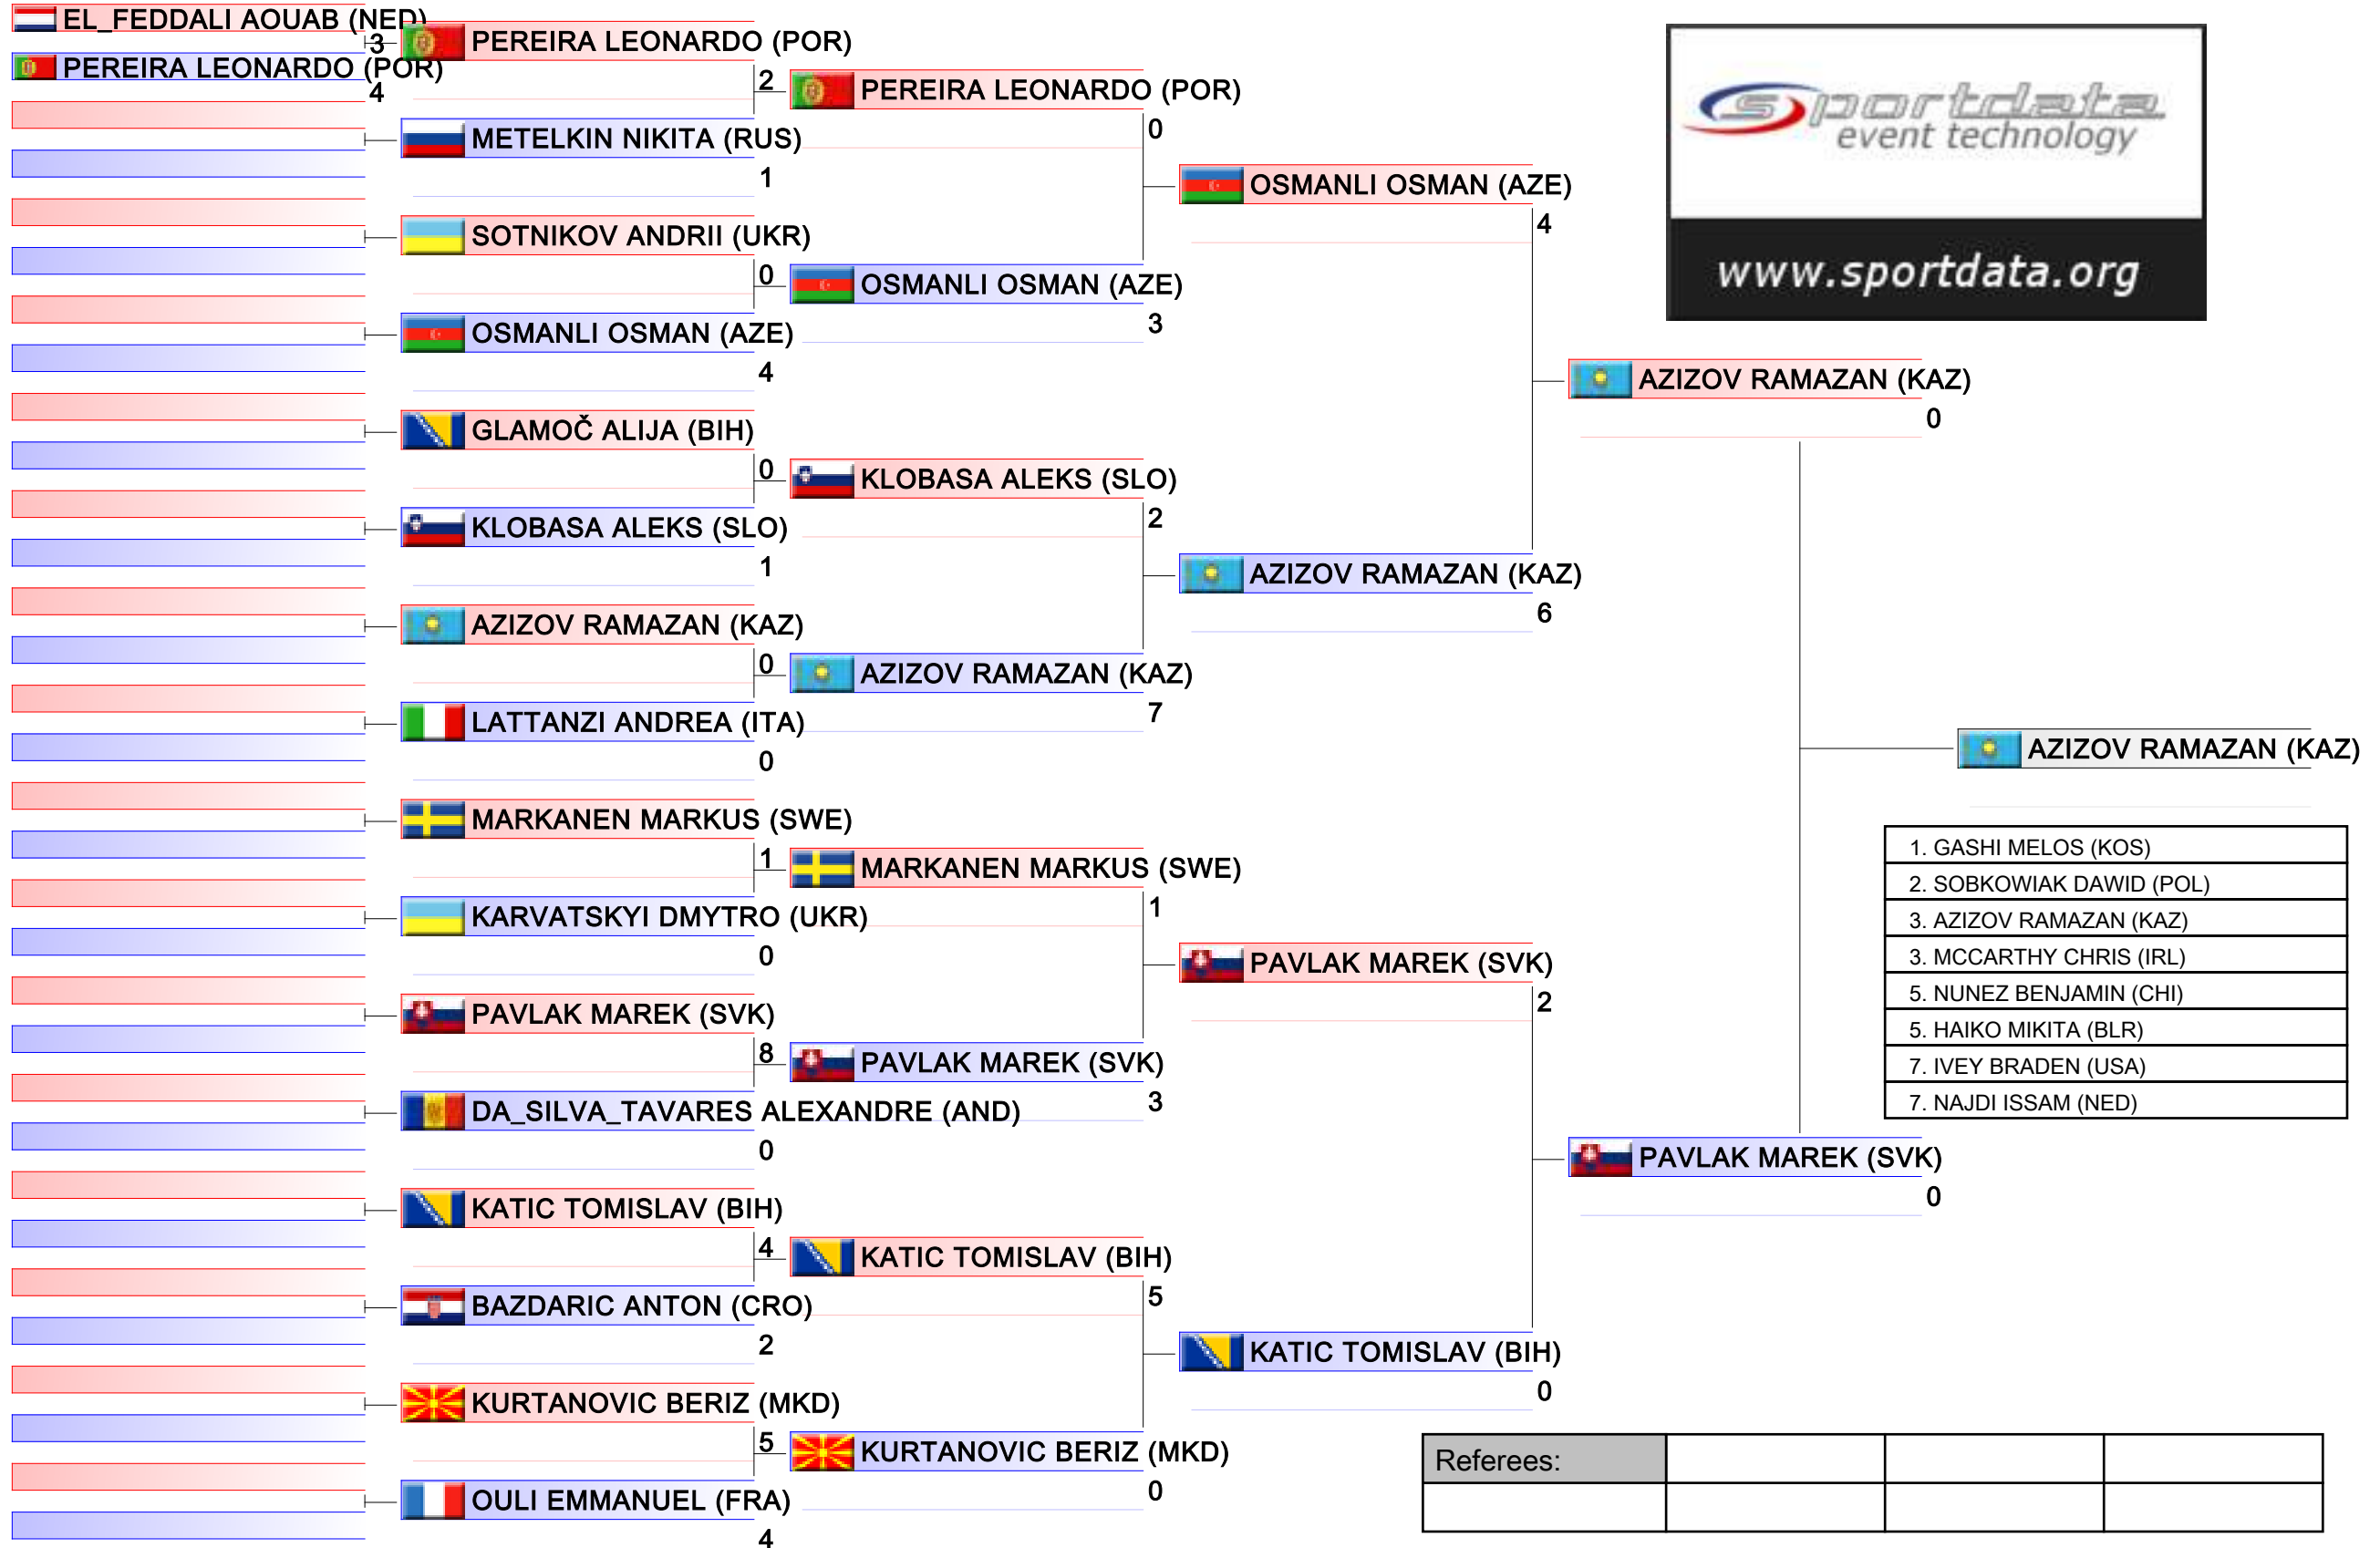 EL_FEDDALI AOUAB (NED)
3
PEREIRA LEONARDO (POR)
4
PEREIRA LEONARDO (POR)
2
METELKIN NIKITA (RUS)
1
SOTNIKOV ANDRII (UKR)
0
OSMANLI OSMAN (AZE)
4
GLAMOČ ALIJA (BIH)
0
KLOBASA ALEKS (SLO)
1
AZIZOV RAMAZAN (KAZ)
0
LATTANZI ANDREA (ITA)
0
MARKANEN MARKUS (SWE)
1
KARVATSKYI DMYTRO (UKR)
0
PAVLAK MAREK (SVK)
8
DA_SILVA_TAVARES ALEXANDRE (AND)
0
KATIC TOMISLAV (BIH)
4
BAZDARIC ANTON (CRO)
2
KURTANOVIC BERIZ (MKD)
5
OULI EMMANUEL (FRA)
4
PEREIRA LEONARDO (POR)
0
OSMANLI OSMAN (AZE)
3
KLOBASA ALEKS (SLO)
2
AZIZOV RAMAZAN (KAZ)
7
MARKANEN MARKUS (SWE)
1
PAVLAK MAREK (SVK)
3
KATIC TOMISLAV (BIH)
5
KURTANOVIC BERIZ (MKD)
0
OSMANLI OSMAN (AZE)
4
AZIZOV RAMAZAN (KAZ)
6
PAVLAK MAREK (SVK)
2
KATIC TOMISLAV (BIH)
0
AZIZOV RAMAZAN (KAZ)
0
PAVLAK MAREK (SVK)
0
AZIZOV RAMAZAN (KAZ)
sportdata
event technology
www.sportdata.org
1. GASHI MELOS (KOS)
2. SOBKOWIAK DAWID (POL)
3. AZIZOV RAMAZAN (KAZ)
3. MCCARTHY CHRIS (IRL)
5. NUNEZ BENJAMIN (CHI)
5. HAIKO MIKITA (BLR)
7. IVEY BRADEN (USA)
7. NAJDI ISSAM (NED)
Referees: